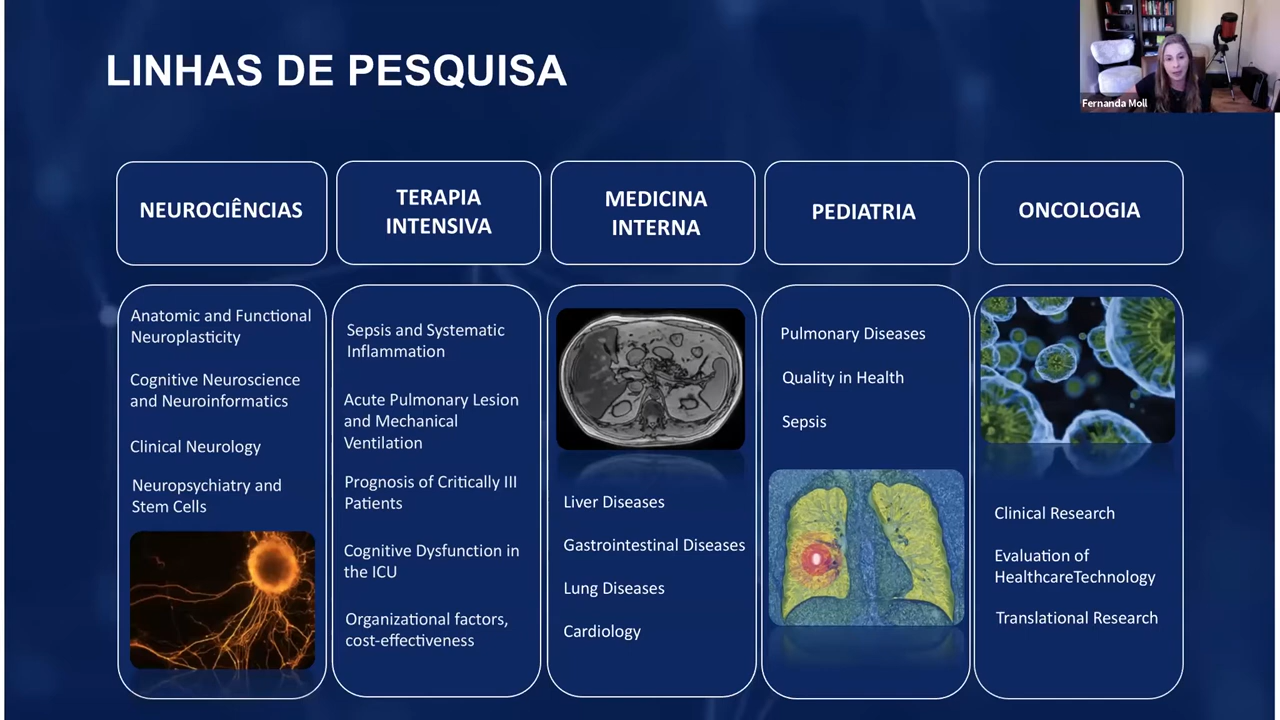 LINHAS DE PESQUISA
Fernanda Moll
NEUROCIÊNCIAS
TERAPIA
INTENSIVA
MEDICINA
INTERNA
PEDIATRIA
ONCOLOGIA
Anatomic and Functional
Neuroplasticity
Cognitive Neuroscience
and Neuroinformatics
Clinical Neurology
Neuropsychiatry and
Stem Cells
Sepsis and Systematic
Inflammation
Acute Pulmonary Lesion
and Mechanical
Ventilation
Prognosis of Critically III
Patients
Cognitive Dysfunction in
the ICU
Organizational factors,
cost-effectiveness
Liver Diseases
Gastrointestinal Diseases
Lung Diseases
Cardiology
Pulmonary Diseases
Quality in Health
Sepsis
Clinical Research
Evaluation of
HealthcareTechnology
Translational Research